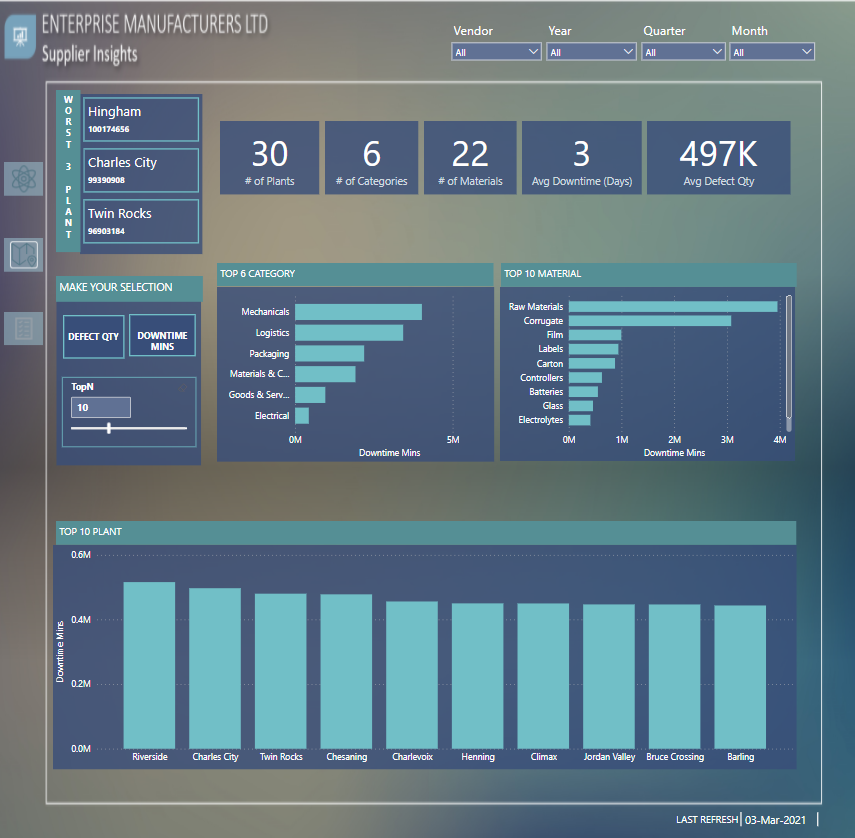 ENTERPRISE MANUFACTURERS LTD
Supplier Insights
Vendor
All
Year
All
Quarter
All
Month
All
WORST 3 PLANT
Hingham
100174656
Charles City
99390908
Twin Rocks
96903184
30
# of Plants
6
# of Categories
22
# of Materials
3
Avg Downtime (Days)
497K
Avg Defect Qty
MAKE YOUR SELECTION
DEFECT QTY
DOWNTIME
MINS
TopN
10
TOP 6 CATEGORY
Mechanicals
Logistics
Packaging
Materials & C...
Goods & Serv...
Electrical
0M 5M
Downtime Mins
TOP 10 MATERIAL
Raw Materials
Corrugate
Film
Labels
Carton
Controllers
Batteries
Glass
Electrolytes
0M 1M 2M 3M 4M
Downtime Mins
TOP 10 PLANT
Downtime Mins
0.6M
0.4M
0.2M
0.0M
Riverside Charles City Twin Rocks Chesaning Charlevoix Henning Climax Jordan Valley Bruce Crossing Barling
LAST REFRESH 03-Mar-2021